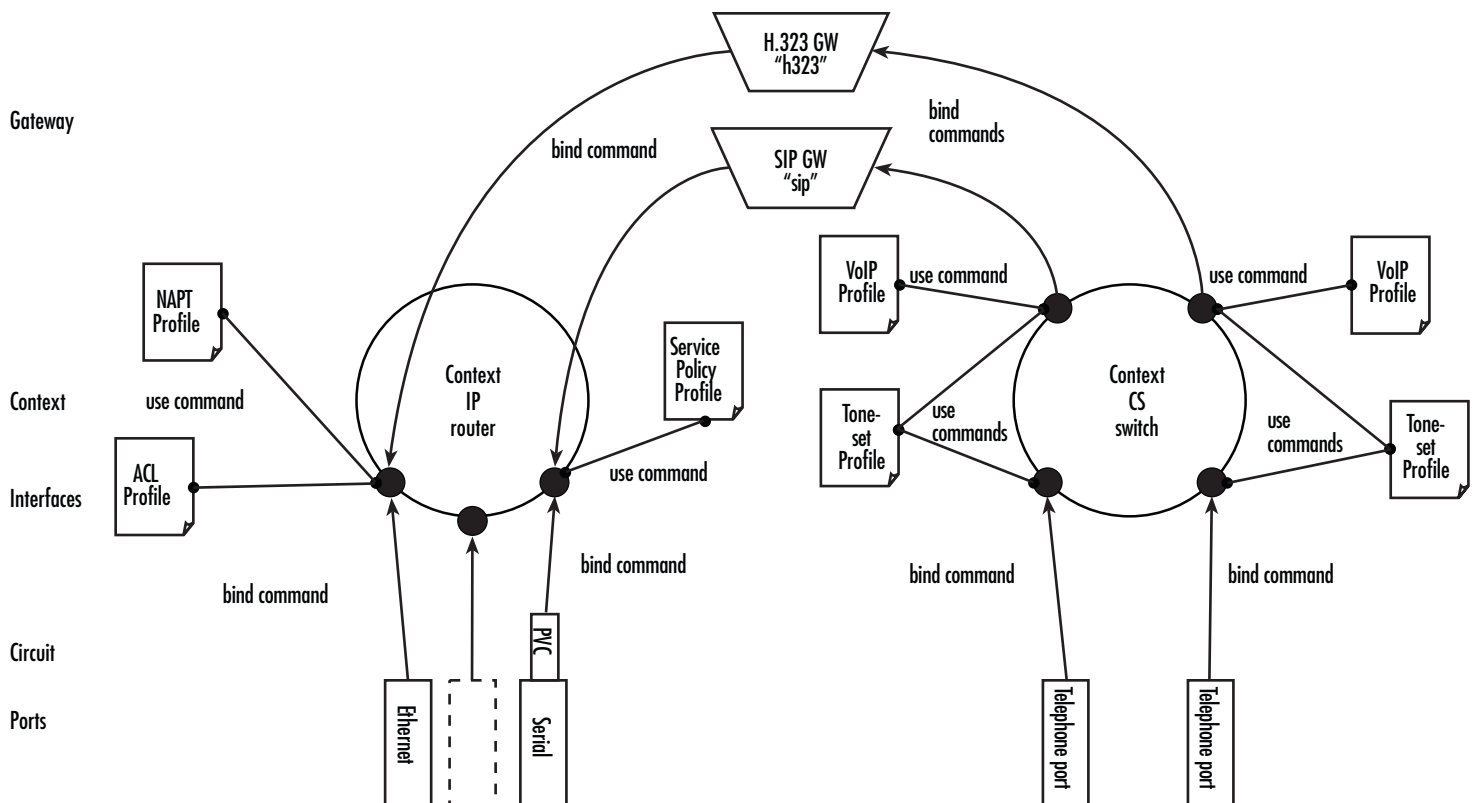 H.323 GW
“h323”
Gateway
bind
commands
bind command
SIP GW
“sip”
VoIP
Profile
use command
use command
VoIP
Profile
NAPT
Profile
Service
Policy
Profile
Context
IP
router
Context
CS
switch
Context
use command
Tone-
set
Profile
use
commands
use
commands
Tone-
set
Profile
ACL
Profile
use command
Interfaces
bind command
bind command
bind command
bind command
Circuit
PVC
Ports
Ethernet
Serial
Telephone port
Telephone port